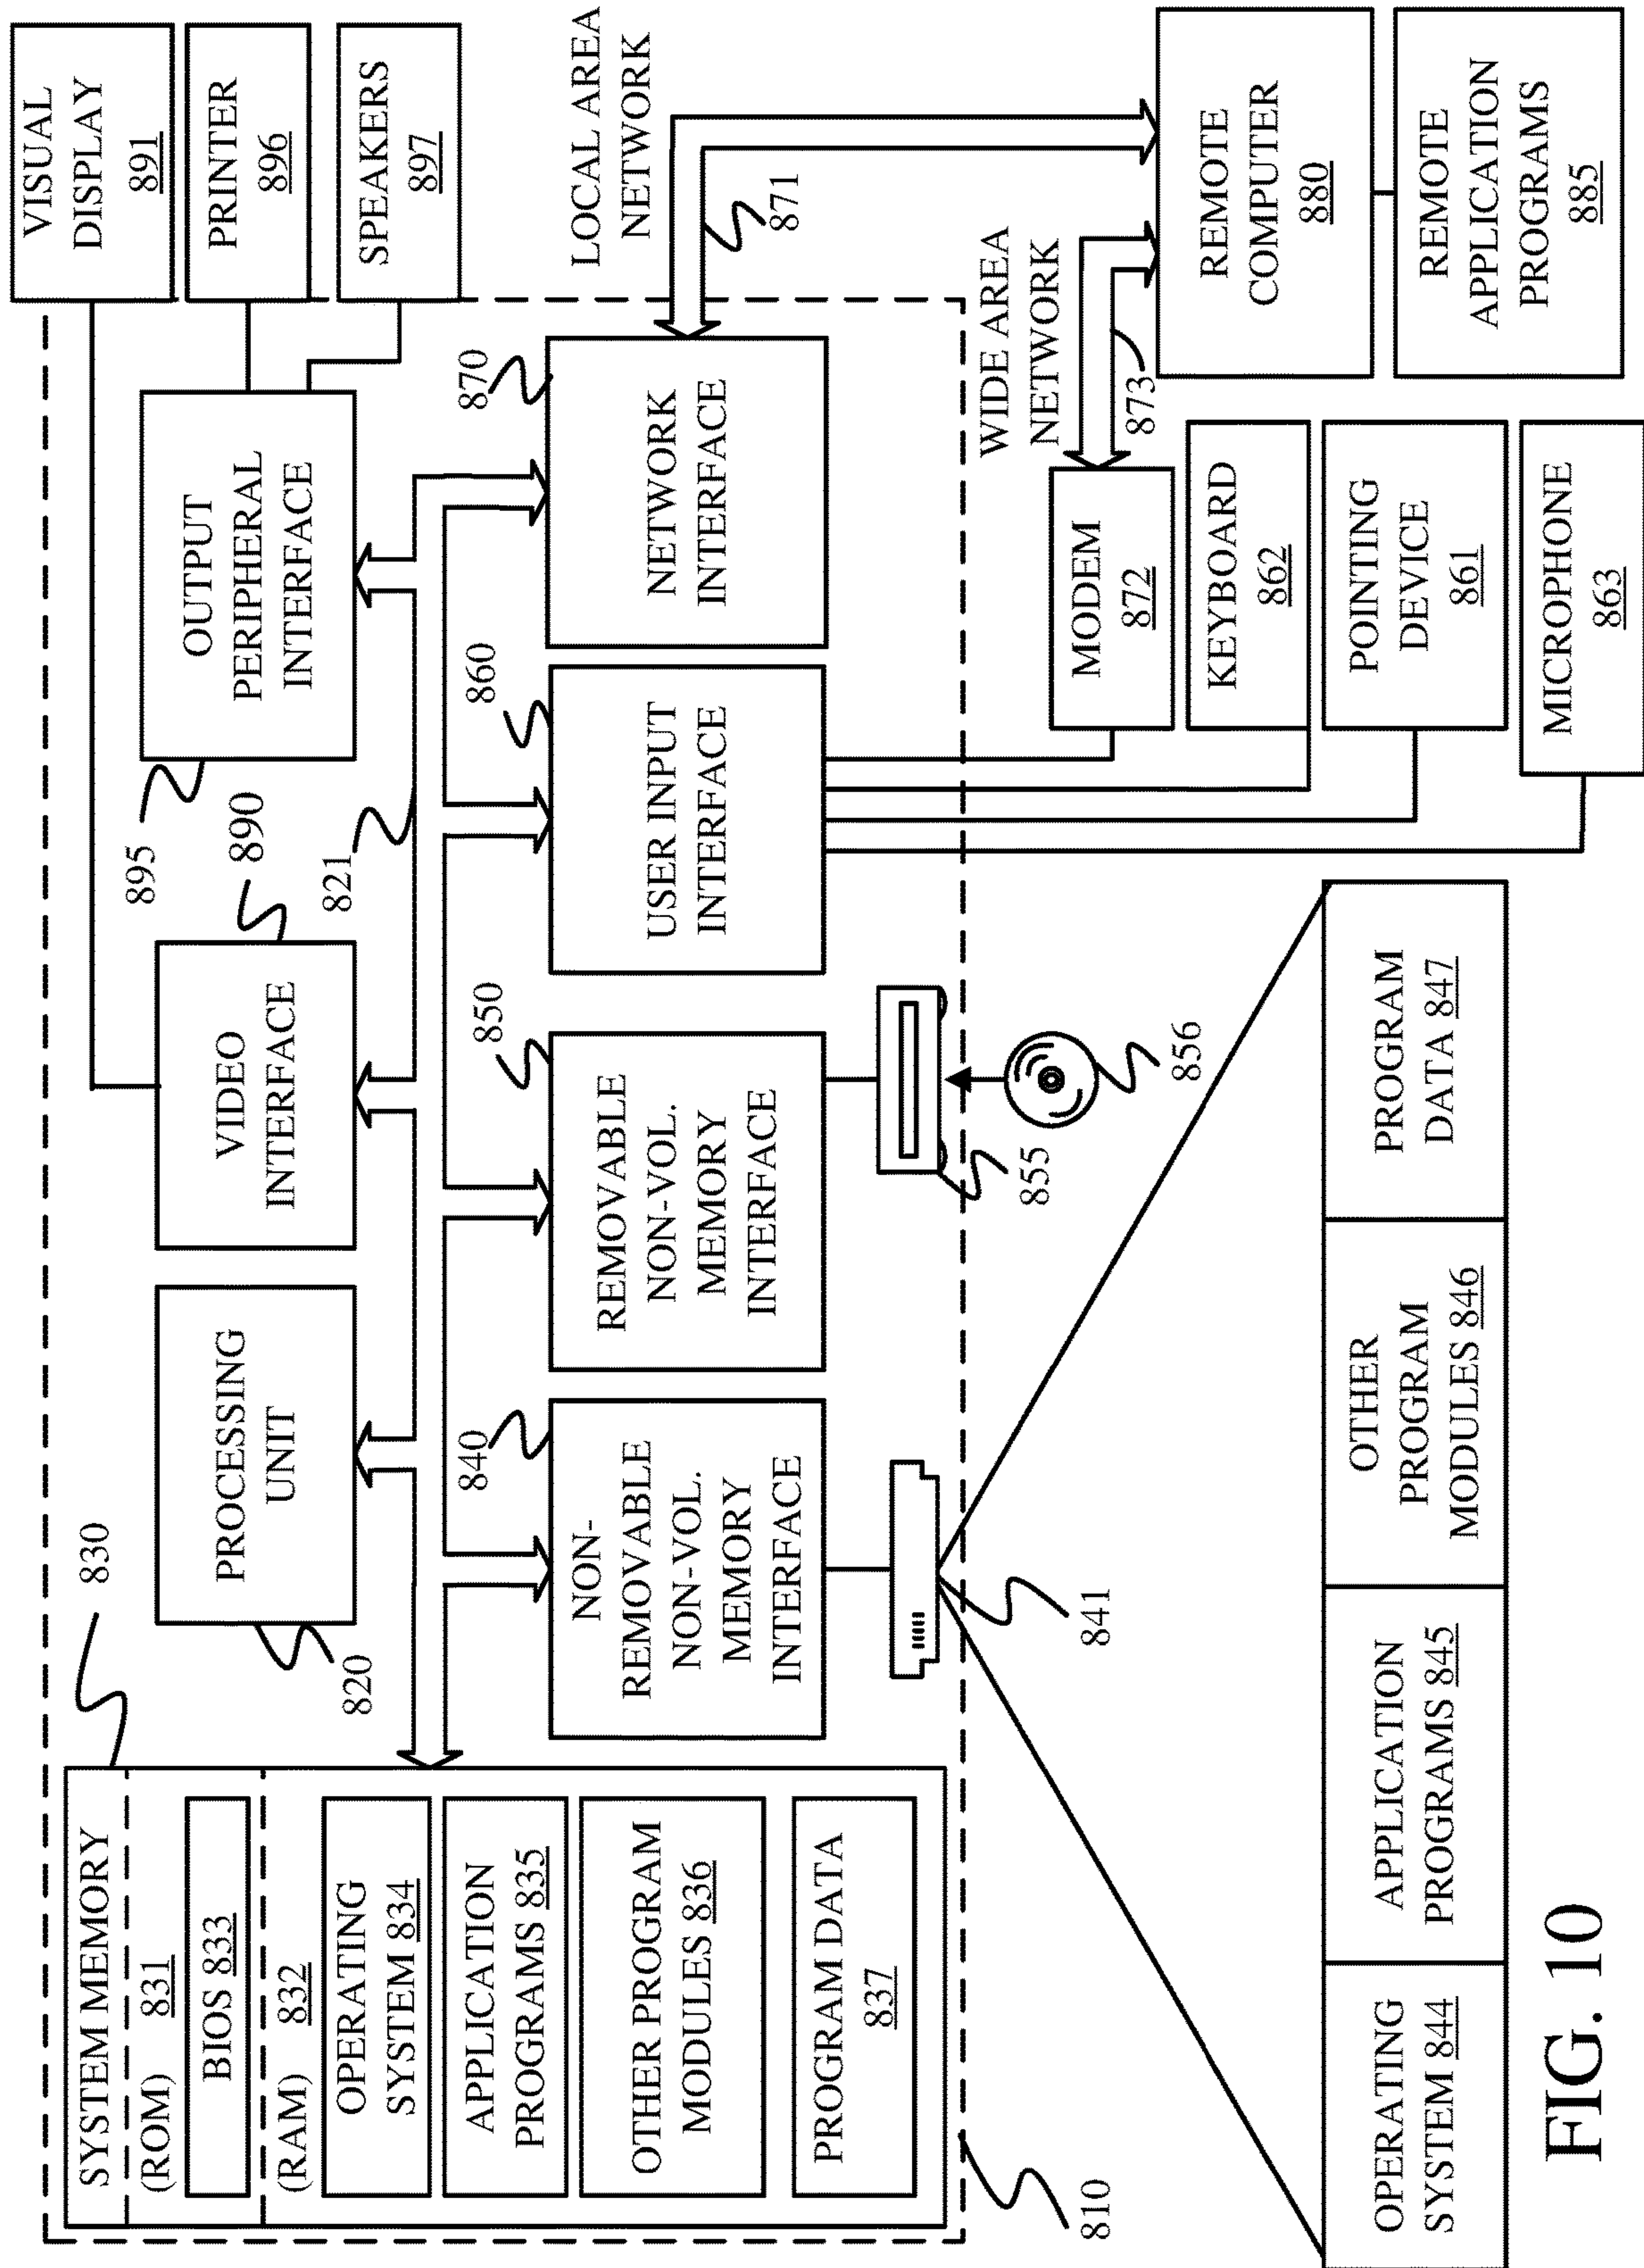 SYSTEM MEMORY
(ROM) 831
BIOS 833
(RAM) 832
OPERATING
SYSTEM 834
APPLICATION
PROGRAMS 835
OTHER PROGRAM
MODULES 836
PROGRAM DATA
837
810
830
PROCESSING
UNIT
820
VIDEO
INTERFACE
890
821
OUTPUT
PERIPHERAL
INTERFACE
895
VISUAL
DISPLAY
891
PRINTER
896
SPEAKERS
897
840
NON-
REMOVABLE
NON-VOL.
MEMORY
INTERFACE
850
REMOVABLE
NON-VOL.
MEMORY
INTERFACE
860
USER INPUT
INTERFACE
870
NETWORK
INTERFACE
LOCAL AREA
NETWORK
871
841
855
856
WIDE AREA
NETWORK
873
MODEM
872
KEYBOARD
862
POINTING
DEVICE
861
MICROPHONE
863
REMOTE
COMPUTER
880
REMOTE
APPLICATION
PROGRAMS
885
OPERATING
SYSTEM 844
APPLICATION
PROGRAMS 845
OTHER
PROGRAM
MODULES 846
PROGRAM
DATA 847
FIG. 10